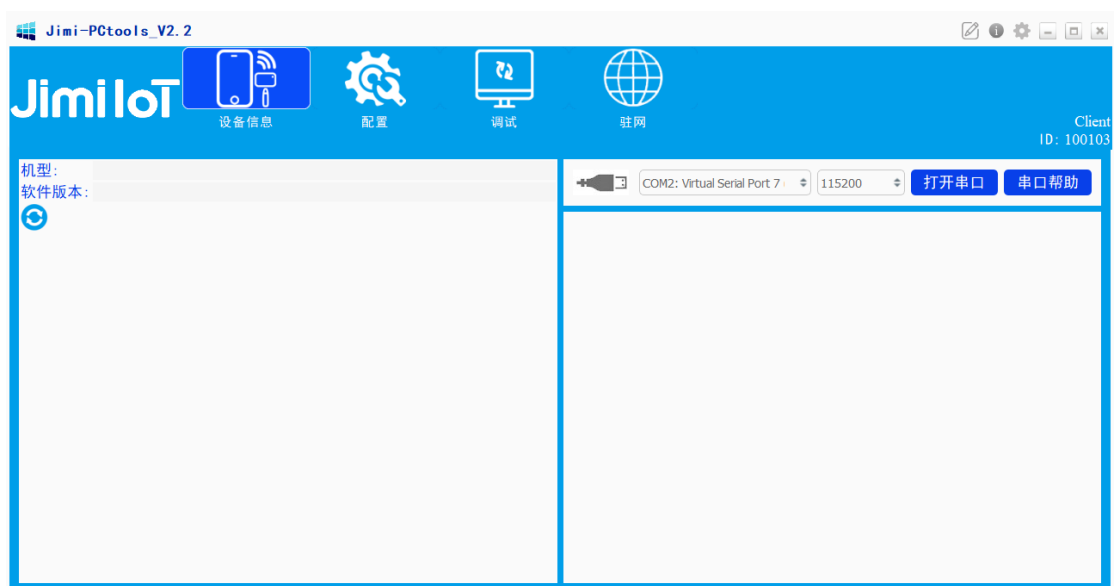 Jimi-PCtools_V2.2
Jimi IoT
设备信息
配置
调试
驻网
Client
ID: 100103
机型:
软件版本:
COM2: Virtual Serial Port 7
115200
打开串口
串口帮助